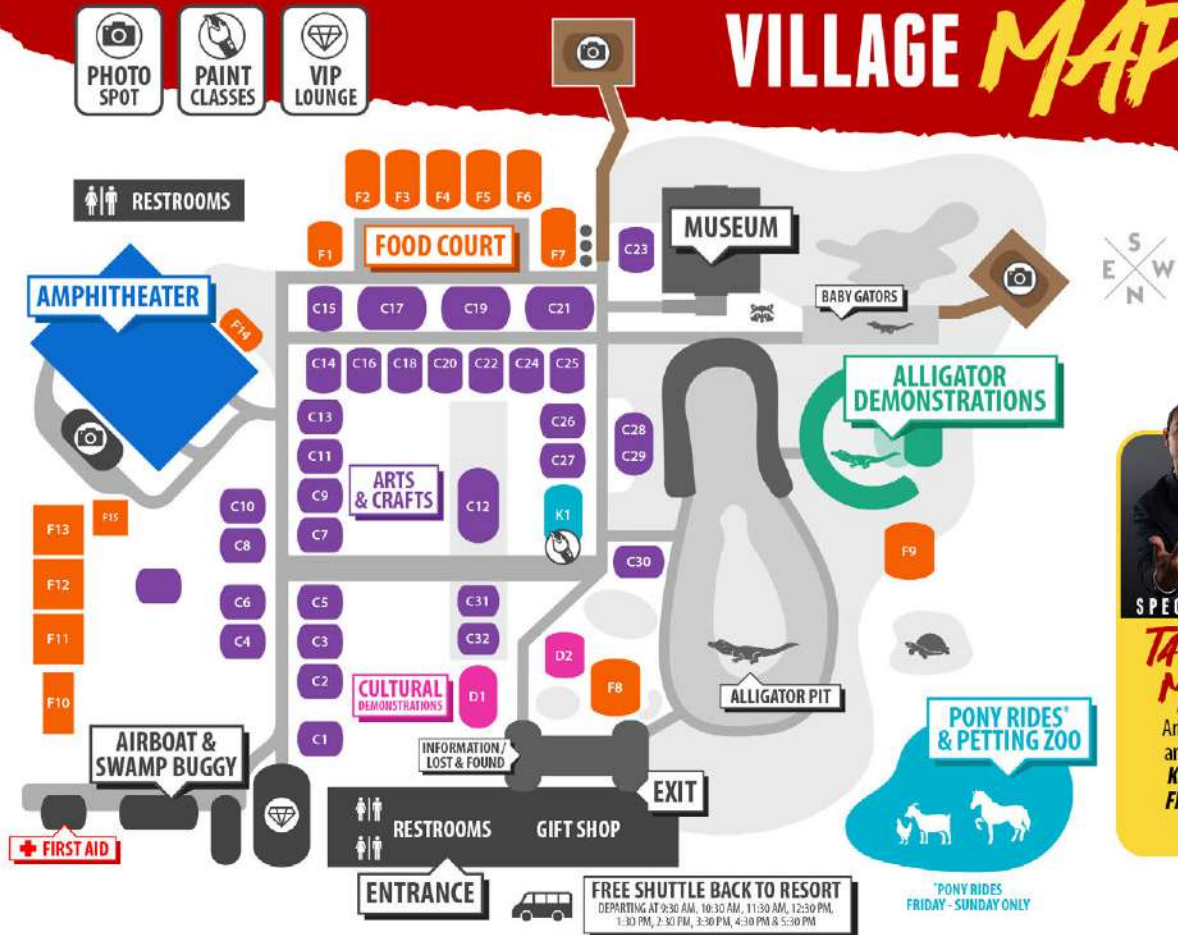 PHOTO
SPOT
PAINT
CLASSES
VIP
LOUNGE
VILLAGE MAP
RESTROOMS
F2 F3 F4 F5 F6
F1
FOOD COURT
F7
C23
MUSEUM
S
E W
N
AMPHITHEATER
F14
C15 C17 C19 C21
BABY GATORS
C14 C16 C18 C20 C22 C24 C25
ALLIGATOR
DEMONSTRATIONS
C13
C26
C28
C11
C27
C29
ARTS
& CRAFTS
C9
C12
K1
C10
C7
C8
F13
F15
F12
F11
F10
C30
F9
C6
C4
C5
C3
C2
C1
C31
C32
D2
D1
F8
CULTURAL
DEMONSTRATIONS
ALLIGATOR PIT
PONY RIDES*
& PETTING ZOO
AIRBOAT &
SWAMP BUGGY
INFORMATION /
LOST & FOUND
EXIT
RESTROOMS
GIFT SHOP
FIRST AID
ENTRANCE
FREE SHUTTLE BACK TO RESORT
DEPARTING AT 9:30 AM, 10:30 AM, 11:30 AM, 12:30 PM,
1:30 PM, 2:30 PM, 3:30 PM, 4:30 PM & 5:30 PM
*PONY RIDES
FRIDAY - SUNDAY ONLY